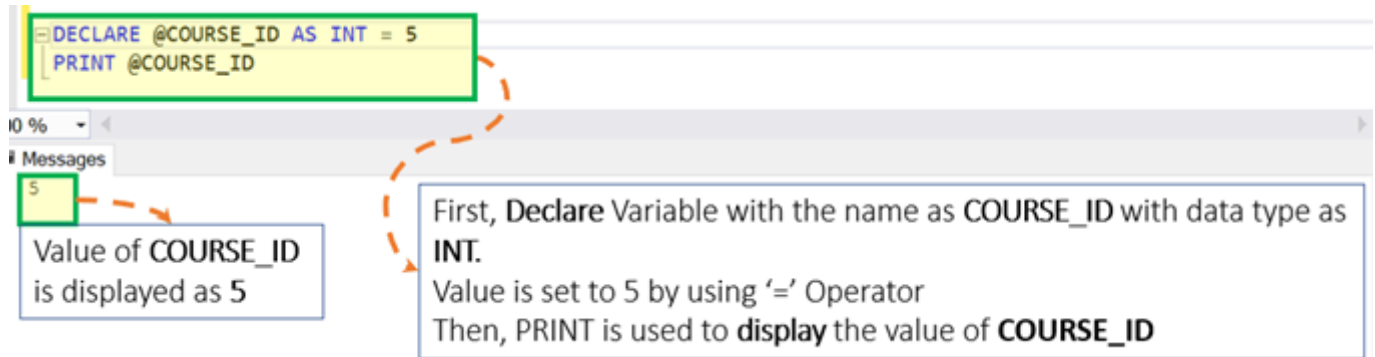 DECLARE @COURSE_ID AS INT = 5
PRINT @COURSE_ID
00 %
Messages
5
Value of COURSE_ID
is displayed as 5
First, Declare Variable with the name as COURSE_ID with data type as
INT.
Value is set to 5 by using ‘=’ Operator
Then, PRINT is used to display the value of COURSE_ID